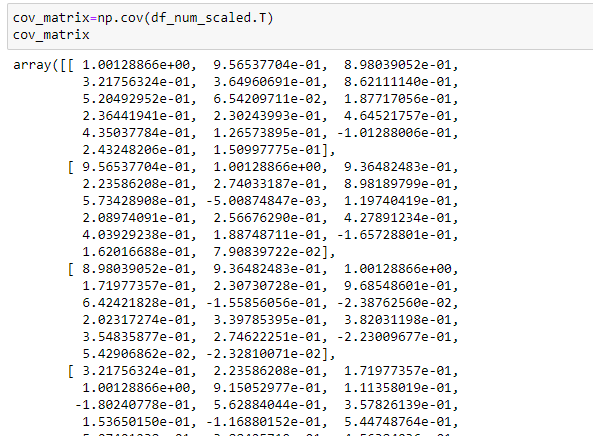 cov_matrix=np.cov(df_num_scaled.T)
cov_matrix
array([[ 1.00128866e+00, 9.56537704e-01, 8.98039052e-01,
3.21756324e-01, 3.64960691e-01, 8.62111140e-01,
5.20492952e-01, 6.54209711e-02, 1.87717056e-01,
2.36441941e-01, 2.30243993e-01, 4.64521757e-01,
4.35037784e-01, 1.26573895e-01, -1.01288006e-01,
2.43248206e-01, 1.50997775e-01],
[ 9.56537704e-01, 1.00128866e+00, 9.36482483e-01,
2.23586208e-01, 2.74033187e-01, 8.98189799e-01,
5.73428908e-01, -5.00874847e-03, 1.19740419e-01,
2.08974091e-01, 2.56676290e-01, 4.27891234e-01,
4.03929238e-01, 1.88748711e-01, -1.65728801e-01,
1.62016688e-01, 7.90839722e-02],
[ 8.98039052e-01, 9.36482483e-01, 1.00128866e+00,
1.71977357e-01, 2.30730728e-01, 9.68548601e-01,
6.42421828e-01, -1.55856056e-01, -2.38762560e-02,
2.02317274e-01, 3.39785395e-01, 3.82031198e-01,
3.54835877e-01, 2.74622251e-01, -2.23009677e-01,
5.42906862e-02, -2.32810071e-02],
[ 3.21756324e-01, 2.23586208e-01, 1.71977357e-01,
1.00128866e+00, 9.15052977e-01, 1.11358019e-01,
-1.80240778e-01, 5.62884044e-01, 3.57826139e-01,
1.53650150e-01, -1.16880152e-01, 5.44748764e-01,